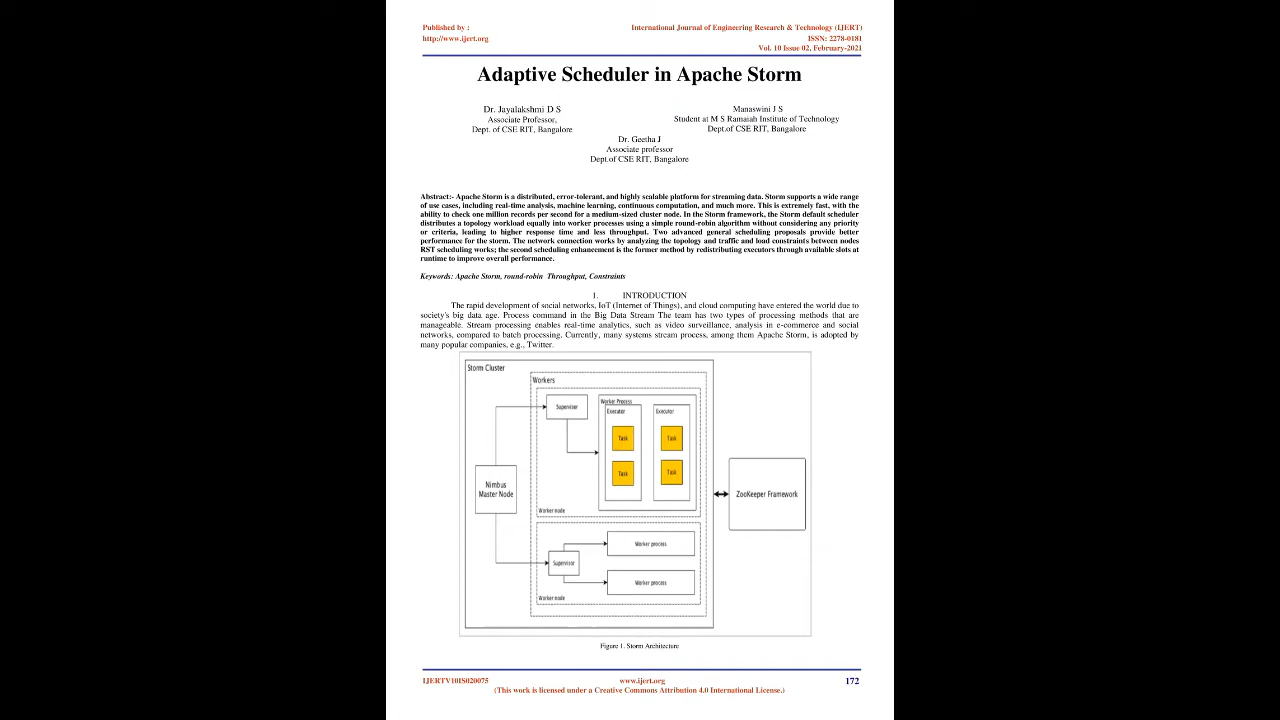 Published by :
http://www.ijert.org
International Journal of Engineering Research & Technology (IJERT)
ISSN: 2278-0181
Vol. 10 Issue 02, February-2021
Adaptive Scheduler in Apache Storm
Dr. Jayalakshmi D S
Associate Professor,
Dept. of CSE RIT, Bangalore
Manaswini J S
Student at M S Ramaiah Institute of Technology
Dept.of CSE RIT, Bangalore
Dr. Geetha J
Associate professor
Dept.of CSE RIT, Bangalore
Abstract:- Apache Storm is a distributed, error-tolerant, and highly scalable platform for streaming data. Storm supports a wide range
of use cases, including real-time analysis, machine learning, continuous computation, and much more. This is extremely fast, with the
ability to check one million records per second for a medium-sized cluster node. In the Storm framework, the Storm default scheduler
distributes a topology workload equally into worker processes using a simple round-robin algorithm without considering any priority
or criteria, leading to higher response time and less throughput. Two advanced general scheduling proposals provide better
performance for the storm. The network connection works by analyzing the topology and traffic and load constraints between nodes
RST scheduling works; the second scheduling enhancement is the former method by redistributing executors through available slots at
runtime to improve overall performance.
Keywords: Apache Storm, round-robin Throughput, Constraints
1. INTRODUCTION
The rapid development of social networks, IoT (Internet of Things), and cloud computing have entered the world due to
society's big data age. Process command in the Big Data Stream The team has two types of processing methods that are
manageable. Stream processing enables real-time analytics, such as video surveillance, analysis in e-commerce and social
networks, compared to batch processing. Currently, many systems stream process, among them Apache Storm, is adopted by
many popular companies, e.g., Twitter.
Storm Cluster
Workers
Supervisor
Worker Process
Executor
Executor
Task
Task
Task
Task
Worker node
Nimbus
Master Node
ZooKeeper Framework
Supervisor
Worker process
Worker process
Worker node
Figure 1. Storm Architecture
IJERTV10IS020075
www.ijert.org
172
(This work is licensed under a Creative Commons Attribution 4.0 International License.)